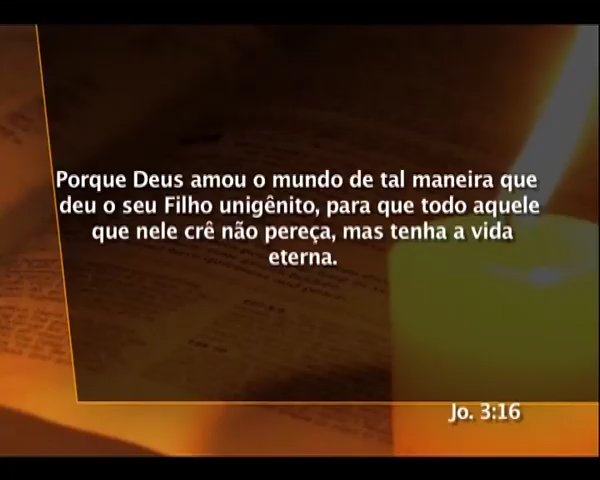 Porque Deus amou o mundo de tal maneira que
deu o seu Filho unigênito, para que todo aquele
que nele crê não pereça, mas tenha a vida
eterna.
Jo. 3:16